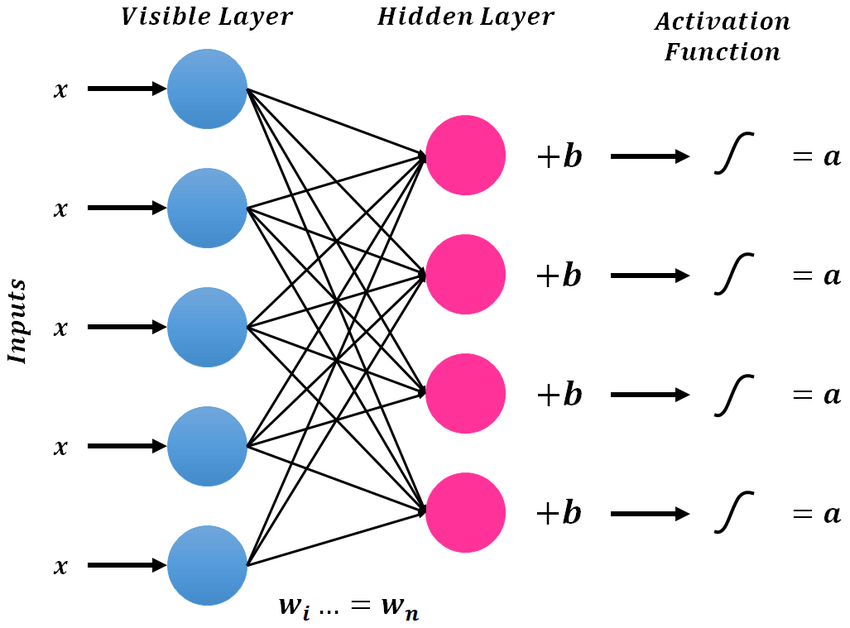 Visible Layer
Hidden Layer
Activation
Function
Inputs
x
+b
= a
x
+b
= a
x
+b
= a
x
+b
= a
x
w_i ... = w_n